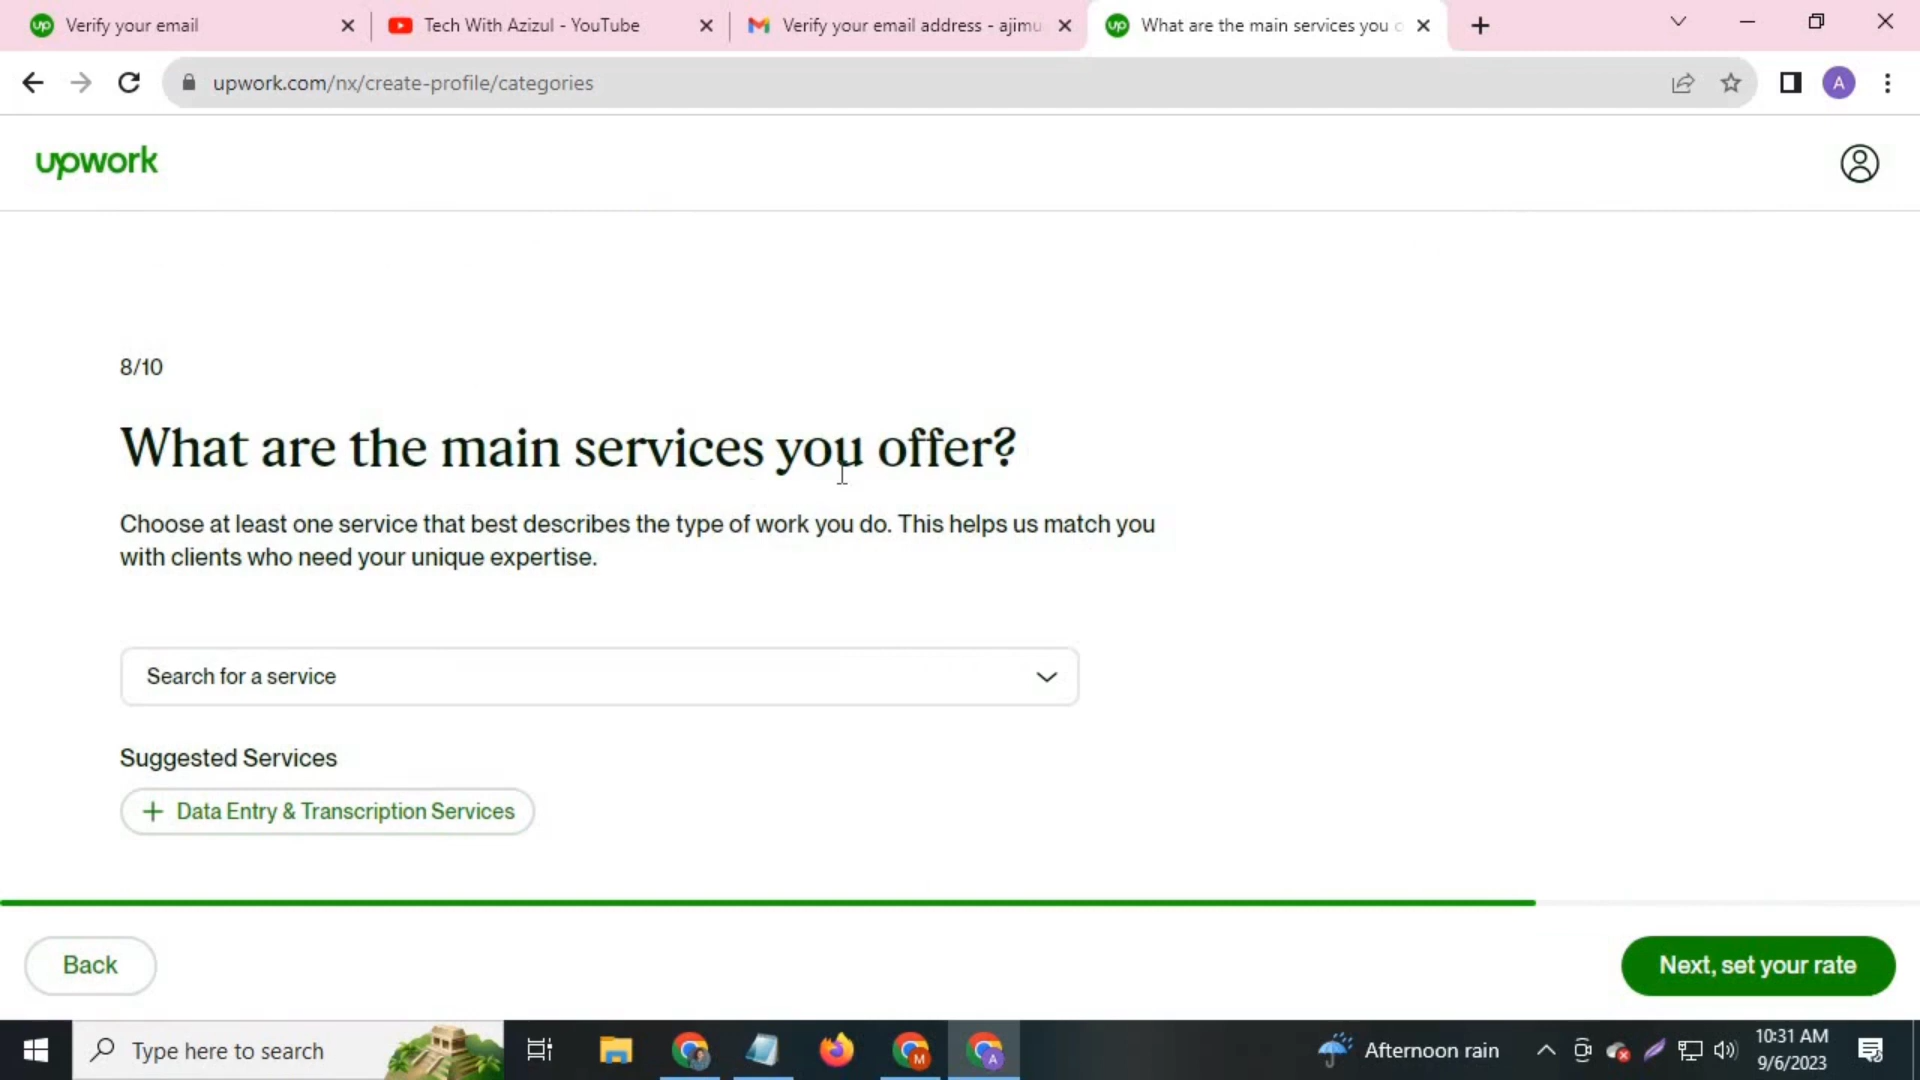 Verify your email
Tech With Azizul - YouTube
Verify your email address - ajimu
What are the main services you o
upwork.com/nx/create-profile/categories
A
upwork
8/10
What are the main services you offer?
Choose at least one service that best describes the type of work you do. This helps us match you
with clients who need your unique expertise.
Search for a service
Suggested Services
+ Data Entry & Transcription Services
Back
Next, set your rate
Type here to search
M
A
Afternoon rain
10:31 AM
9/6/2023